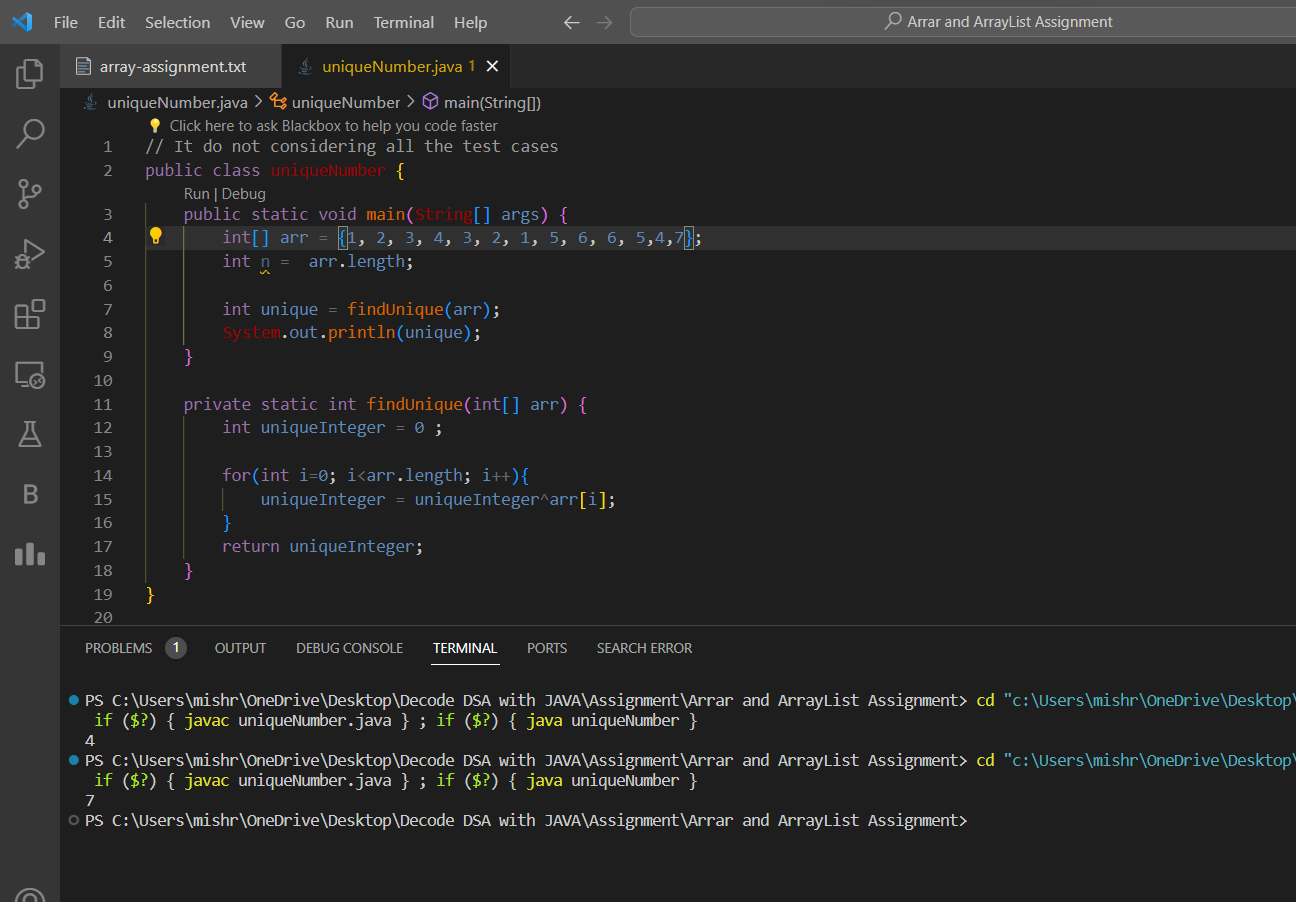 File Edit Selection View Go Run Terminal Help ← → Arrar and ArrayList Assignment
array-assignment.txt uniqueNumber.java 1 ×
uniqueNumber.java > uniqueNumber > main(String[])
Click here to ask Blackbox to help you code faster
1 // It do not considering all the test cases
2 public class uniqueNumber {
Run | Debug
3 public static void main(String[] args) {
4 int[] arr = {1, 2, 3, 4, 3, 2, 1, 5, 6, 6, 5,4,7};
5 int n = arr.length;
6
7 int unique = findUnique(arr);
8 System.out.println(unique);
9 }
10
11 private static int findUnique(int[] arr) {
12 int uniqueInteger = 0 ;
13
14 for(int i=0; i<arr.length; i++){
15 uniqueInteger = uniqueInteger^arr[i];
16 }
17 return uniqueInteger;
18 }
19 }
20
B
PROBLEMS 1 OUTPUT DEBUG CONSOLE TERMINAL PORTS SEARCH ERROR
PS C:\Users\mishr\OneDrive\Desktop\Decode DSA with JAVA\Assignment\Arrar and ArrayList Assignment> cd "c:\Users\mishr\OneDrive\Desktop\
if ($?) { javac uniqueNumber.java } ; if ($?) { java uniqueNumber }
4
PS C:\Users\mishr\OneDrive\Desktop\Decode DSA with JAVA\Assignment\Arrar and ArrayList Assignment> cd "c:\Users\mishr\OneDrive\Desktop\
if ($?) { javac uniqueNumber.java } ; if ($?) { java uniqueNumber }
7
PS C:\Users\mishr\OneDrive\Desktop\Decode DSA with JAVA\Assignment\Arrar and ArrayList Assignment>